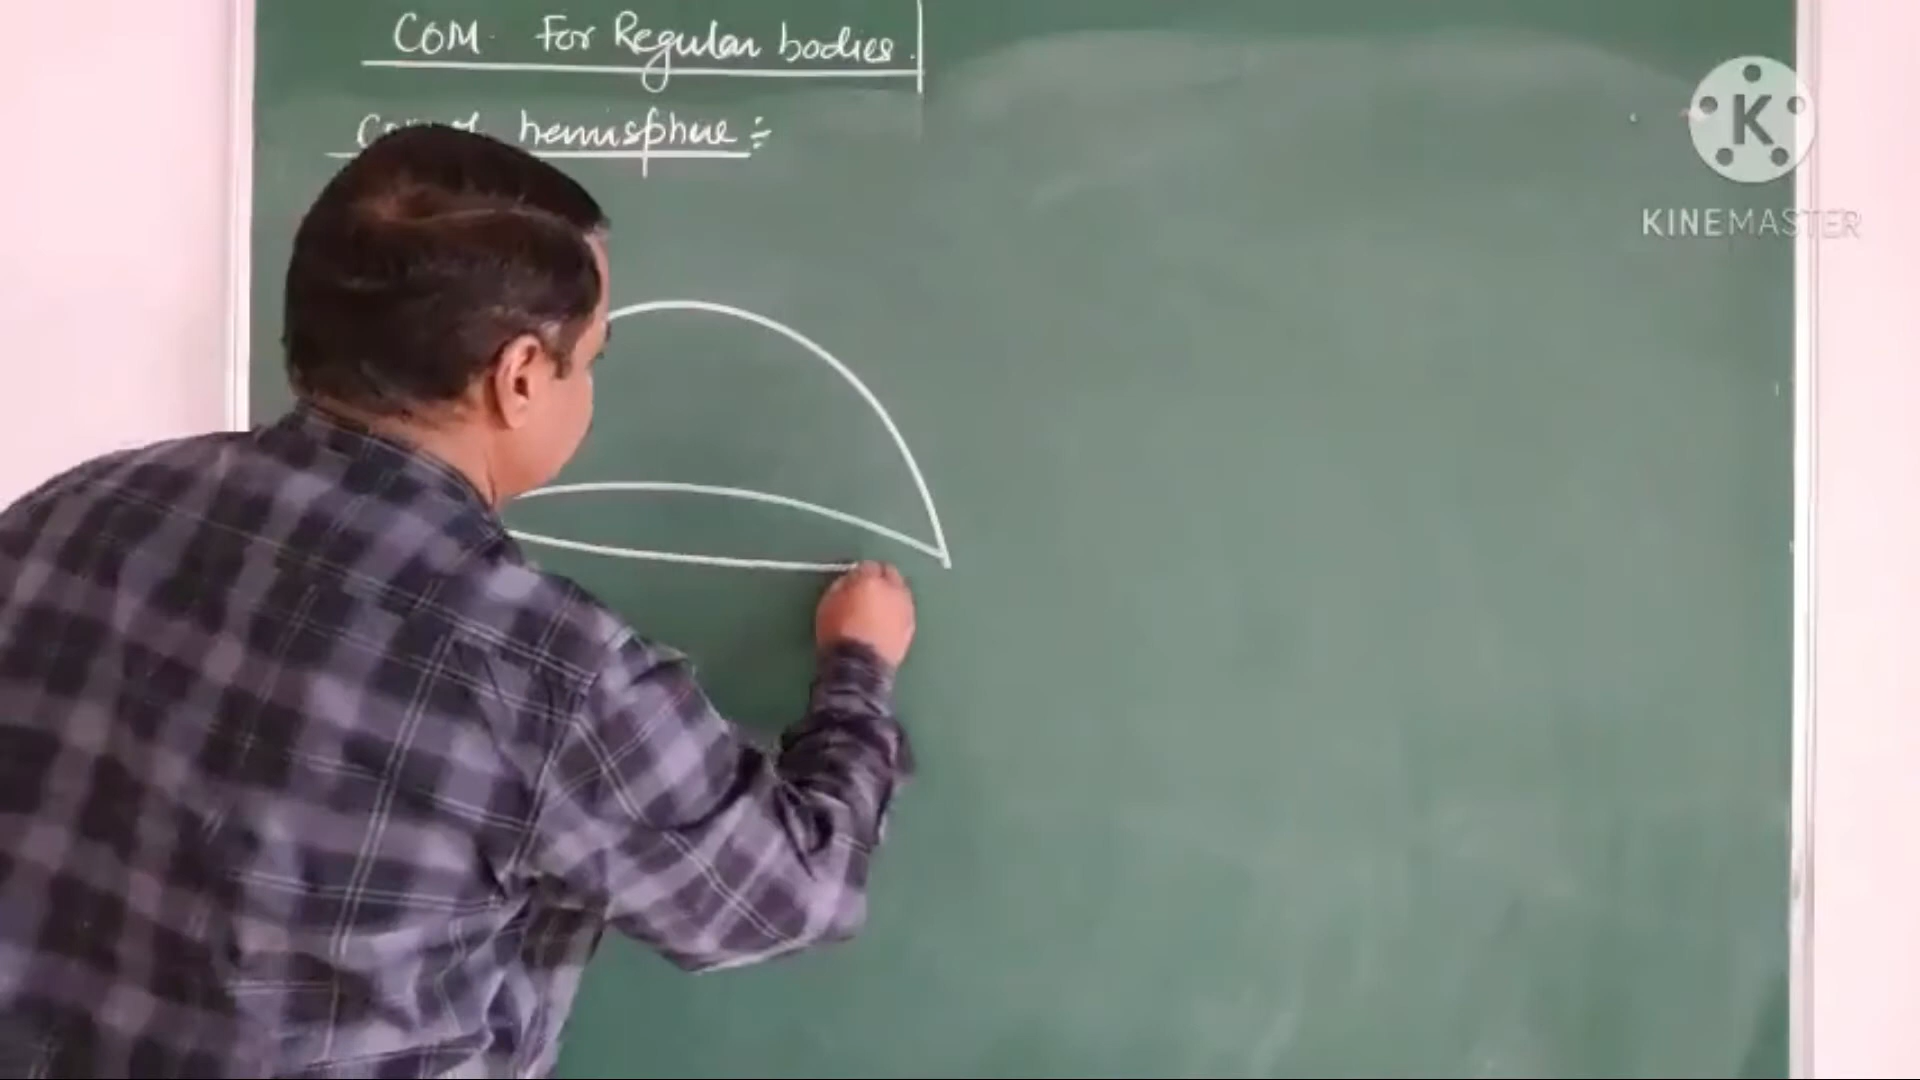 COM. For Regular bodies.
hemisphere :-
K
KINEMASTER